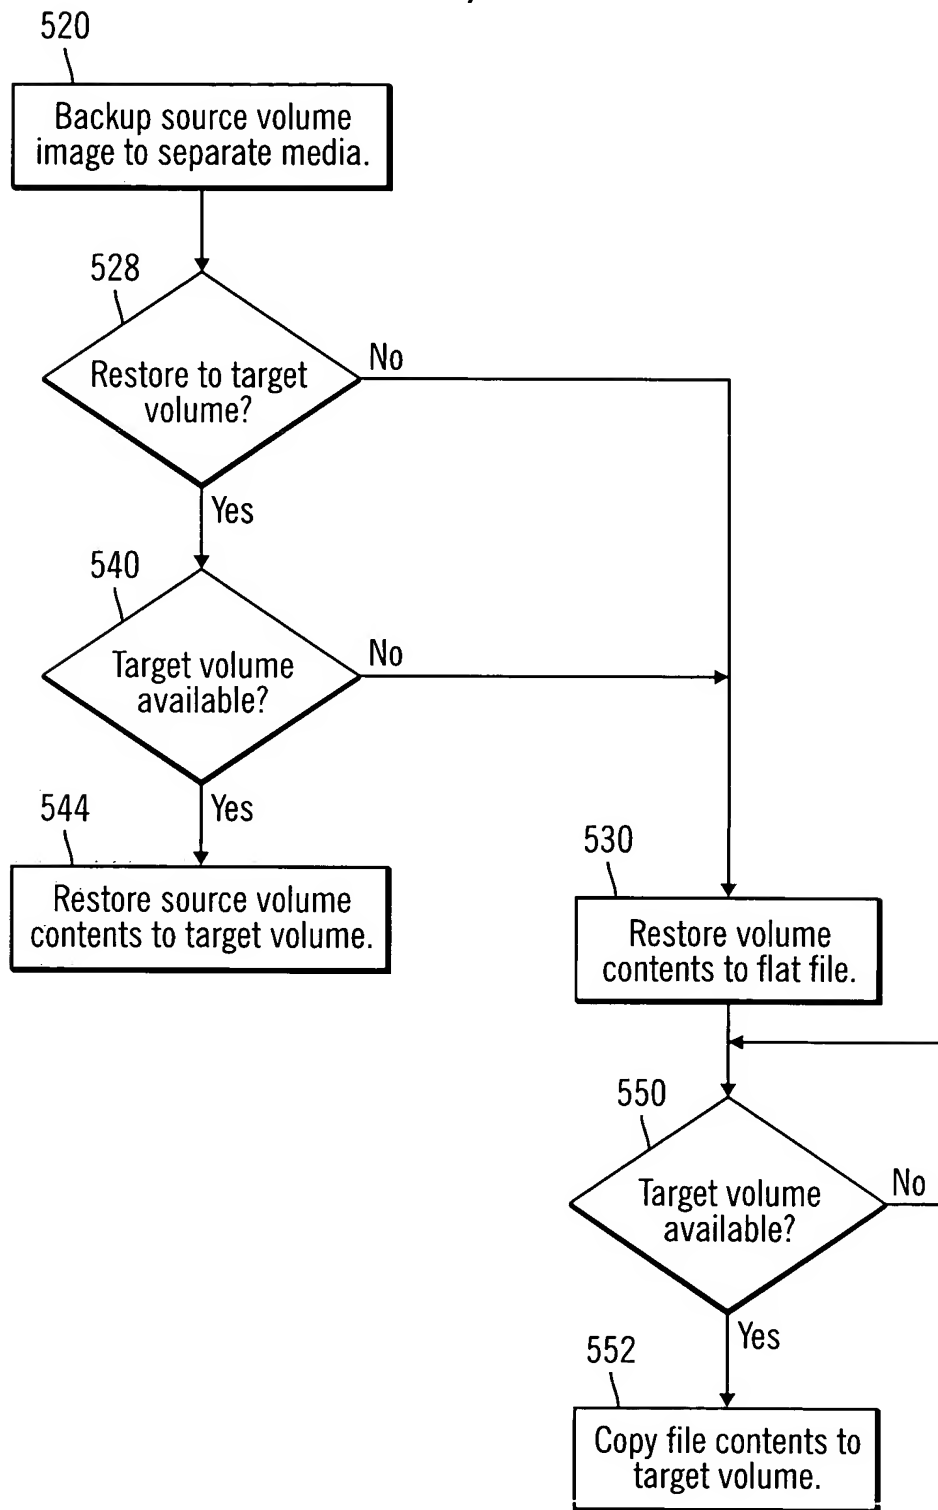 520
Backup source volume
image to separate media.
528
Restore to target
volume?
No
Yes
540
Target volume
available?
No
Yes
544
Restore source volume
contents to target volume.
530
Restore volume
contents to flat file.
550
Target volume
available?
No
Yes
552
Copy file contents to
target volume.